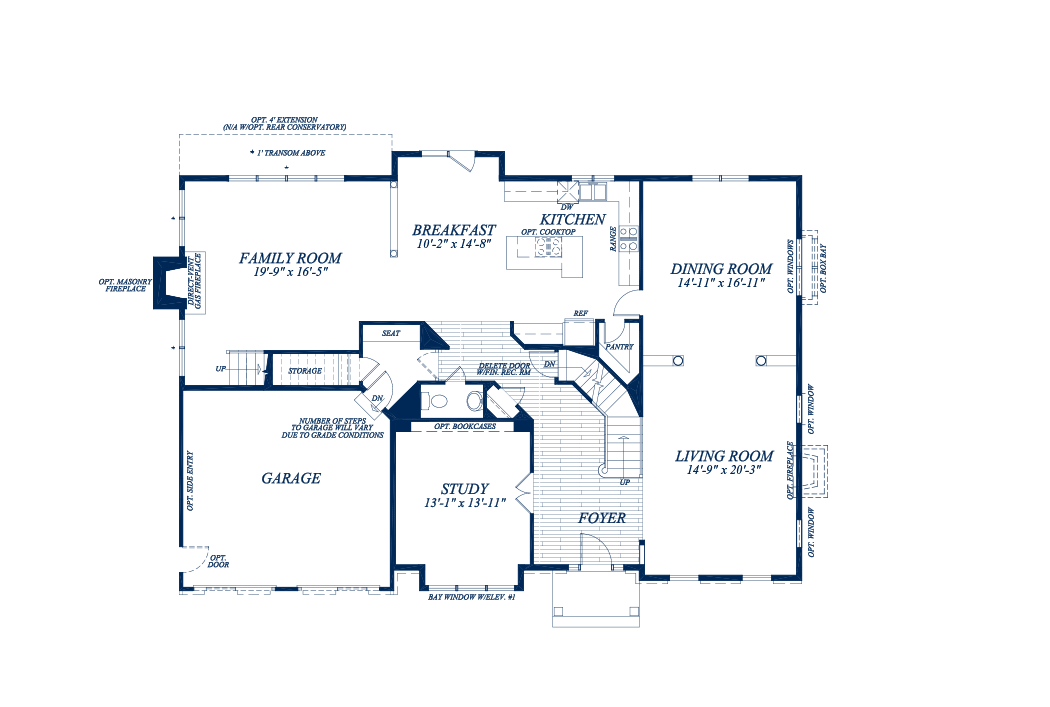 OPT. 4' EXTENSION
(N/A W/OPT. REAR CONSERVATORY)
* 1' TRANSOM ABOVE
*
DW
KITCHEN
OPT. COOKTOP
RANGE
BREAKFAST
10'-2" x 14'-8"
*
FAMILY ROOM
19'-9" x 16'-5"
DIRECT-VENT
GAS FIREPLACE
OPT. MASONRY
FIREPLACE
DINING ROOM
14'-11" x 16'-11"
OPT. WINDOWS
OPT. BOX BAY
REF
SEAT
*
PANTRY
UP
STORAGE
DELETE DOOR
W/FIN. REC. RM
DN
DN
NUMBER OF STEPS
TO GARAGE WILL VARY
DUE TO GRADE CONDITIONS
OPT. BOOKCASES
OPT. WINDOW
LIVING ROOM
14'-9" x 20'-3"
OPT. FIREPLACE
OPT. SIDE ENTRY
GARAGE
STUDY
13'-1" x 13'-11"
UP
FOYER
OPT. WINDOW
OPT.
DOOR
BAY WINDOW W/ELEV. #1